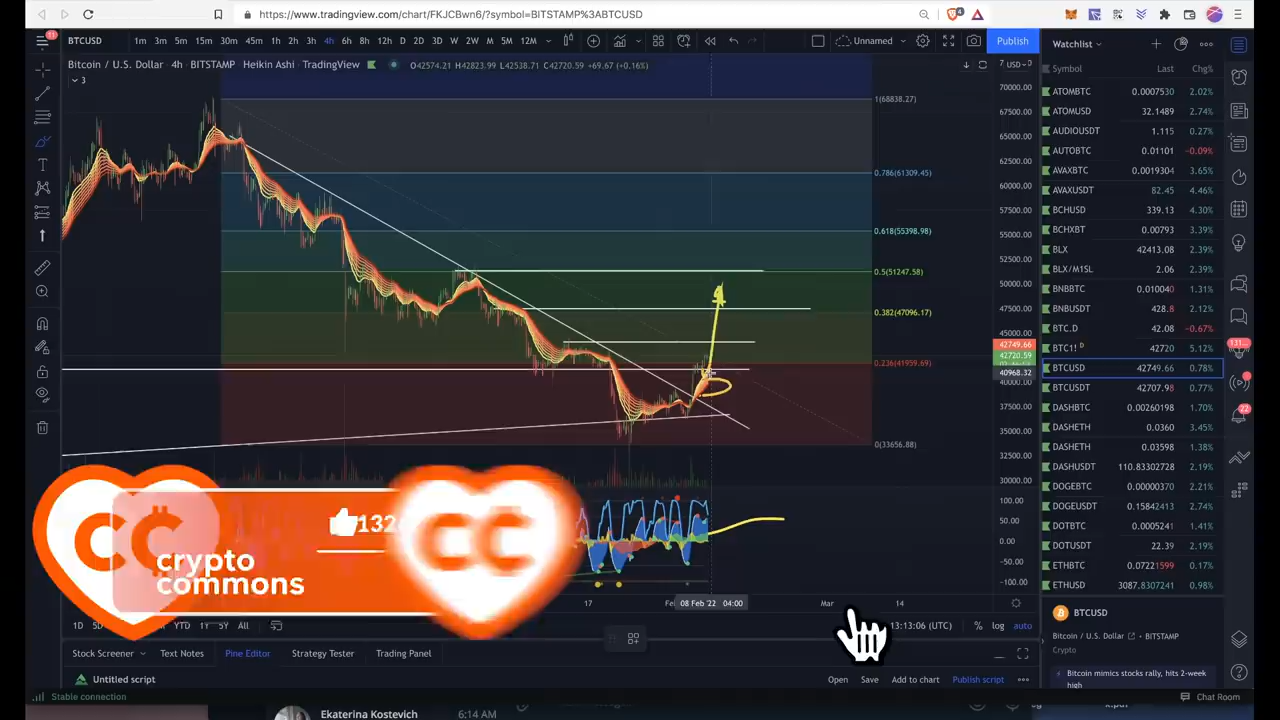 https://www.tradingview.com/chart/FKJCBwn6/?symbol=BITSTAMP%3ABTCUSD
BTCUSD 1m 3m 5m 15m 30m 45m 1h 2h 3h 4h 6h 8h 12h D 2D 3D W 2W M 5M 12M Unnamed Publish
Bitcoin / U.S. Dollar 4h BITSTAMP Heikin Ashi TradingView O42574.21 H42823.99 L42538.71 C42720.59 +69.67 (+0.16%)
3
USD
1(68838.27)
0.786(61309.45)
0.618(55398.98)
0.5(51247.58)
0.382(47096.17)
0.236(41959.69)
0(33656.88)
70000.00
67500.00
65000.00
62500.00
60000.00
57500.00
55000.00
52500.00
50000.00
47500.00
45000.00
42749.66
42720.59
40968.32
40000.00
37500.00
35000.00
32500.00
30000.00
100.00
50.00
0.00
-50.00
-100.00
17 08 Feb '22 04:00 Mar 14
1D YTD 1Y 5Y All 13:13:06 (UTC) % log auto
132
crypto
commons
Stock Screener Text Notes Pine Editor Strategy Tester Trading Panel
Untitled script Open Save Add to chart Publish script
Stable connection Chat Room
Ekaterina Kostevich 6:14 AM
Watchlist
Symbol Last Chg%
ATOMBTC 0.0007530 2.02%
ATOMUSD 32.1489 2.74%
AUDIOUSDT 1.115 0.27%
AUTOBTC 0.01101 -0.09%
AVAXBTC 0.0019304 3.65%
AVAXUSDT 82.45 4.46%
BCHUSD 339.13 4.30%
BCHXBT 0.00793 3.39%
BLX 42413.08 2.39%
BLX/M1SL 2.06 2.39%
BNBBTC 0.01004 1.31%
BNBUSDT 428.8 2.12%
BTC.D 42.08 -0.67%
BTC1! D 42720 5.12%
BTCUSD 42749.66 0.78%
BTCUSDT 42707.98 0.77%
DASHBTC 0.00260198 1.70%
DASHETH 0.0360 3.45%
DASHETH 0.03598 1.38%
DASHUSDT 110.83302728 2.19%
DOGEBTC 0.00000370 2.21%
DOGEUSDT 0.15842413 2.74%
DOTBTC 0.0005241 1.41%
DOTUSDT 22.39 2.19%
ETHBTC 0.07221599 0.17%
ETHUSD 3087.8307241 0.98%
BTCUSD
Bitcoin / U.S. Dollar BITSTAMP
Crypto
Bitcoin mimics stocks rally, hits 2-week
high
11
4
131
22